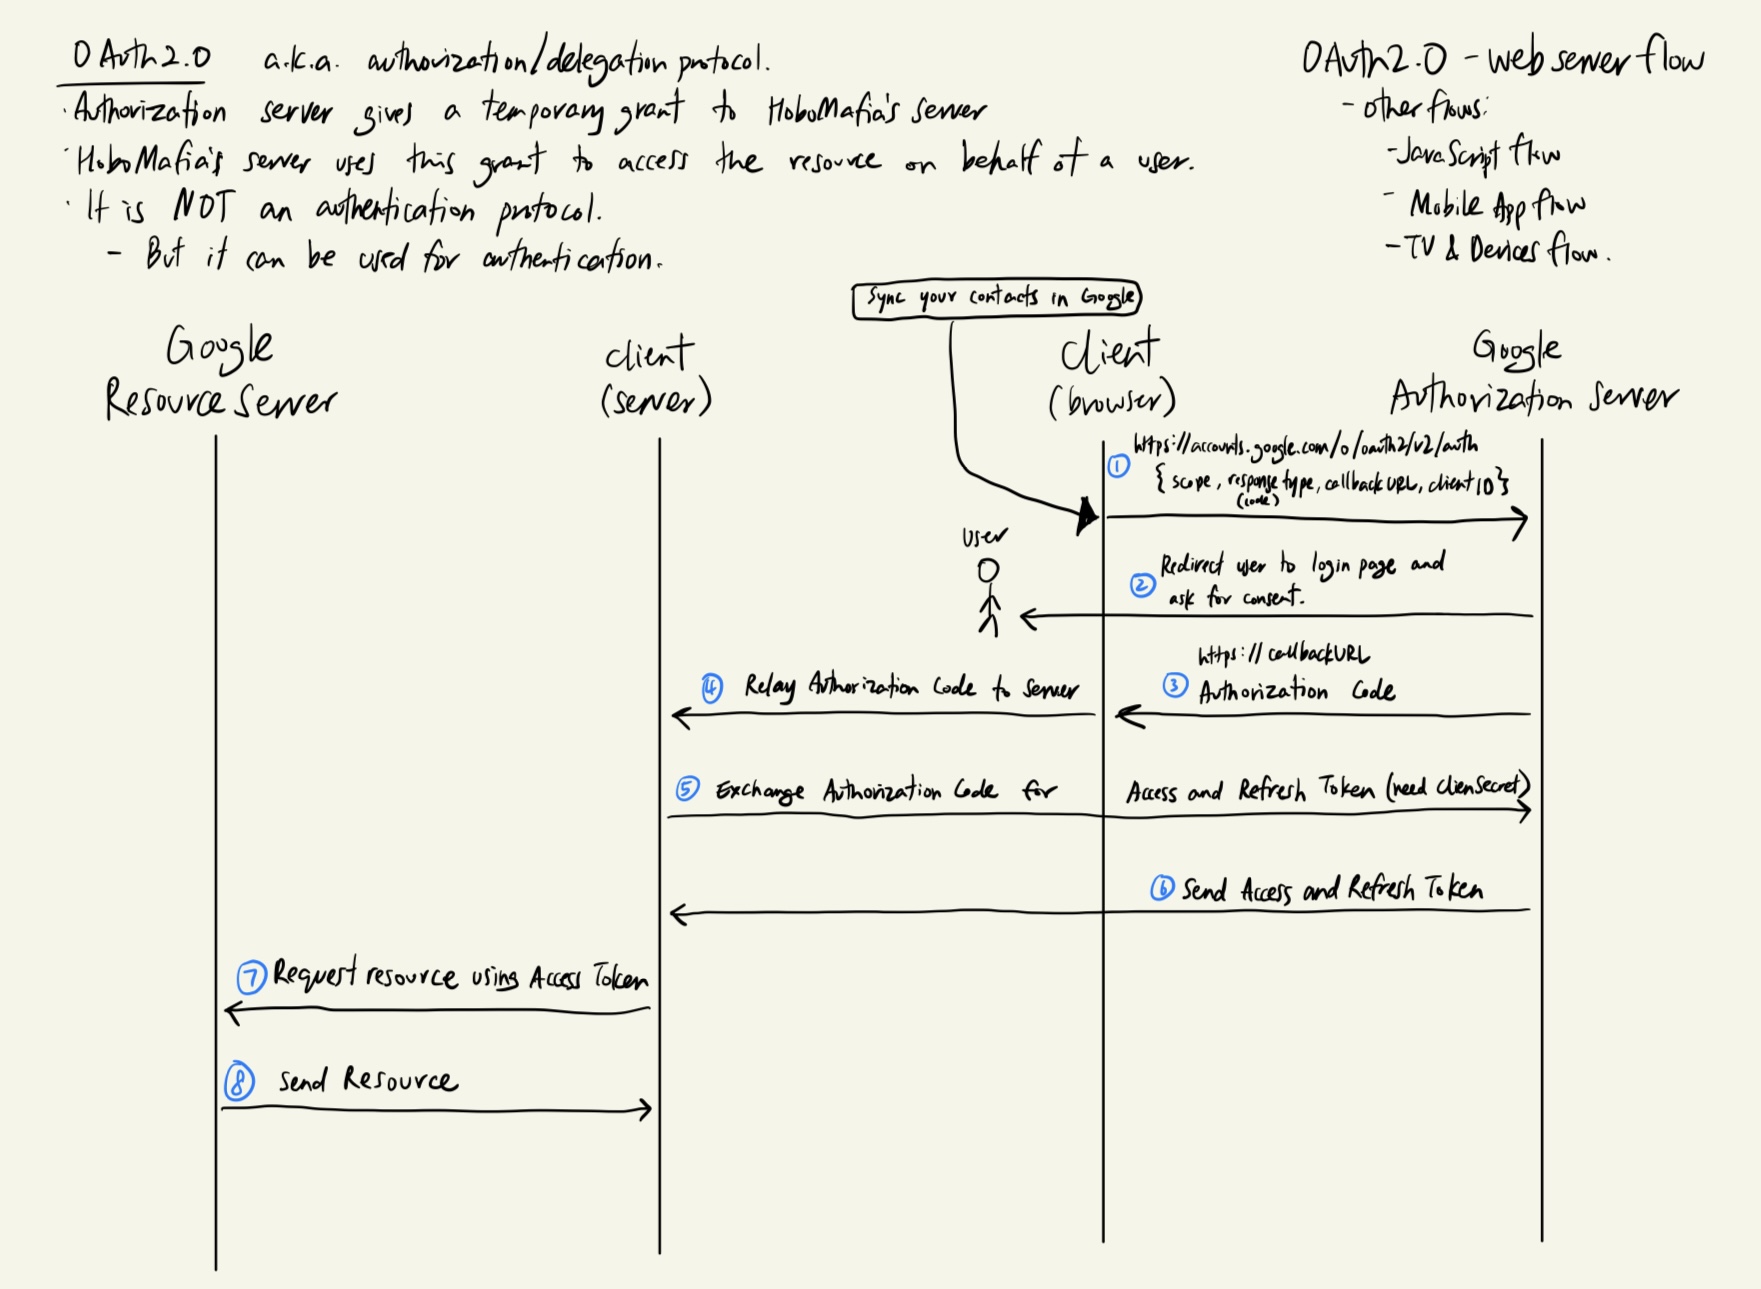 OAuth2.0 a.k.a. authorization/delegation protocol.
· Authorization server gives a temporary grant to HoboMafia's server
· HoboMafia's server uses this grant to access the resource on behalf of a user.
· It is NOT an authentication protocol.
- But it can be used for authentication.
OAuth2.0 - web server flow
- other flows:
- JavaScript flow
- Mobile App flow
- TV & Devices flow.
Sync your contacts in Google
Google
Resource Server
client
(server)
Client
(browser)
Google
Authorization Server
https://accounts.google.com/o/oauth2/v2/auth
① { scope, response type, callback URL, client ID }
(code)
User
② Redirect user to login page and
ask for consent.
https://callbackURL
③ Authorization Code
④ Relay Authorization Code to server
⑤ Exchange Authorization Code for Access and Refresh Token (need clienSecret)
⑥ Send Access and Refresh Token
⑦ Request resource using Access Token
⑧ Send Resource